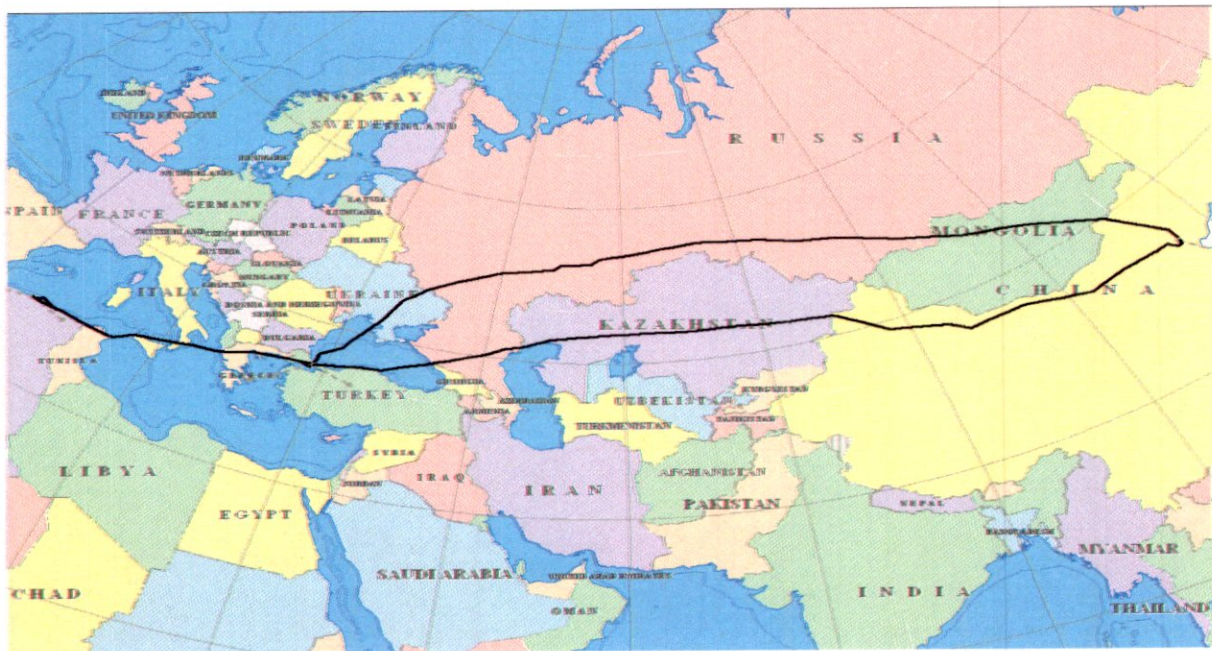 IRELAND
UNITED KINGDOM
NORWAY
SWEDEN
FINLAND
RUSSIA
DENMARK
NETHERLANDS
LATVIA
LITHUANIA
GERMANY
FRANCE
POLAND
BELARUS
SWITZERLAND
CZECH REPUBLIC
AUSTRIA
SLOVAKIA
HUNGARY
MONGOLIA
ITALY
CROATIA
BOSNIA AND HERZEGOVINA
SERBIA
UKRAINE
CHINA
BULGARIA
KAZAKHSTAN
TUNISIA
GREECE
TURKEY
GEORGIA
ARMENIA
AZERBAIJAN
UZBEKISTAN
KYRGYZSTAN
TURKMENISTAN
TAJIKISTAN
LIBYA
SYRIA
IRAQ
JORDAN
IRAN
AFGHANISTAN
PAKISTAN
NEPAL
EGYPT
BANGLADESH
MYANMAR
CHAD
SAUDI ARABIA
UNITED ARAB EMIRATES
OMAN
INDIA
THAILAND